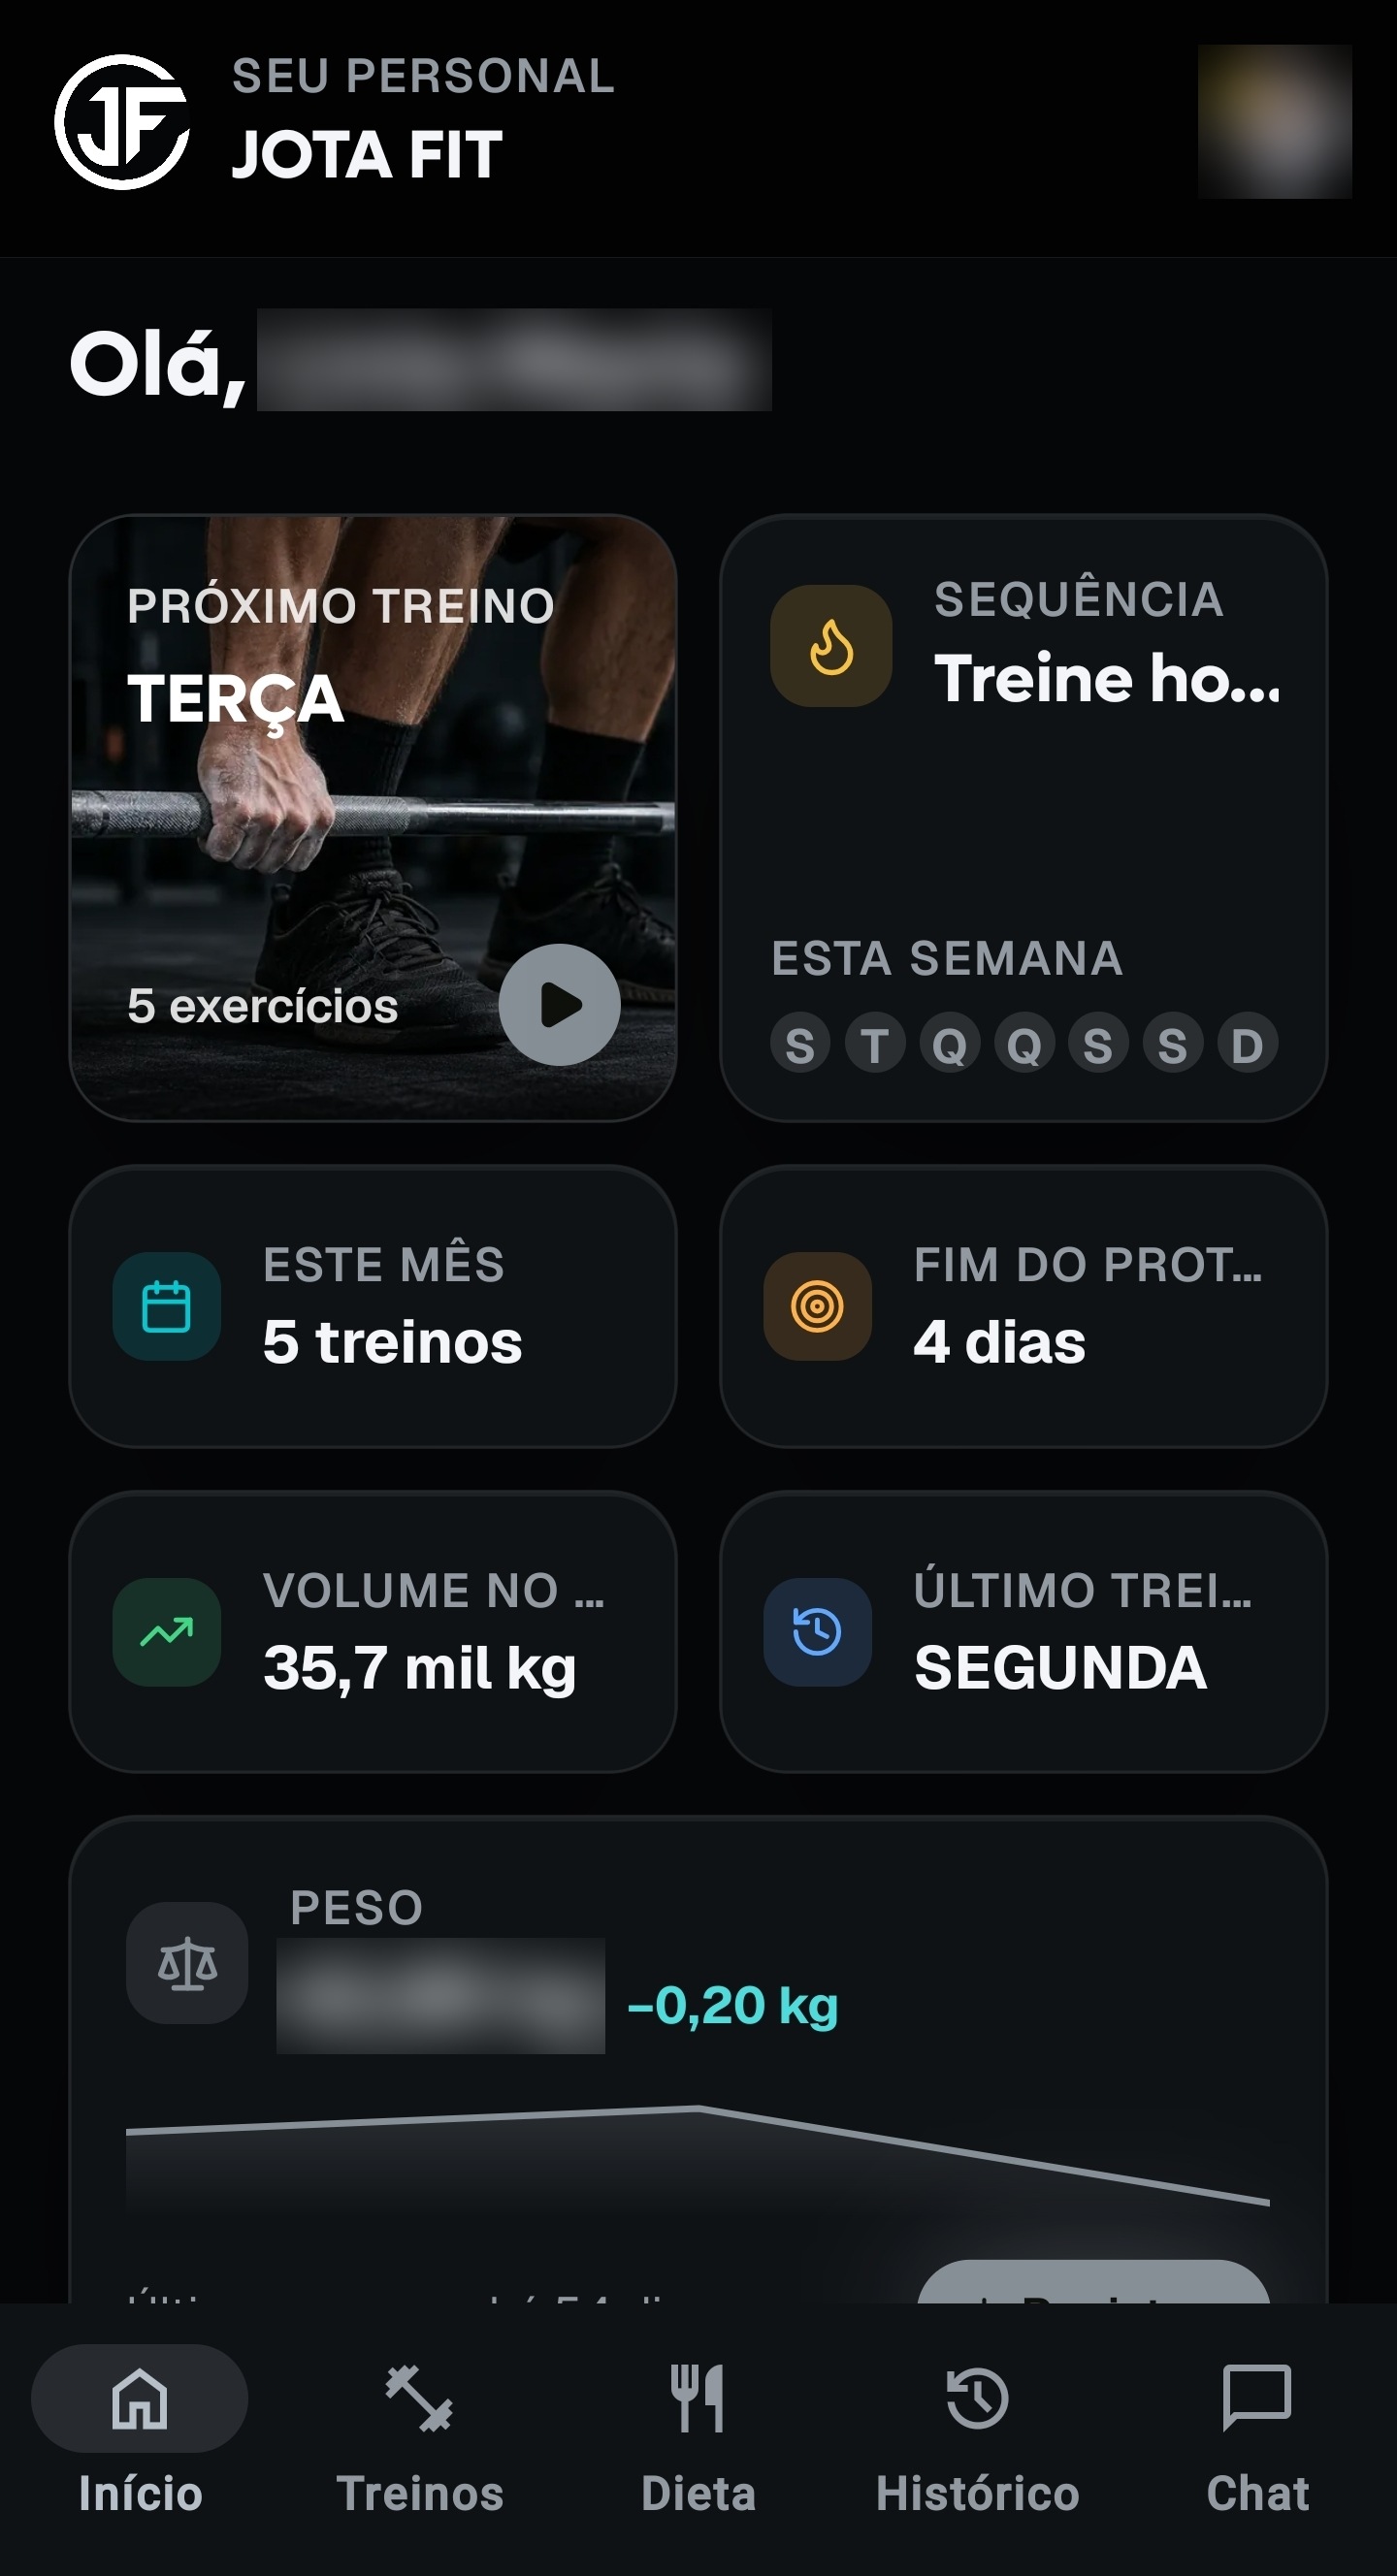 JF
SEU PERSONAL
JOTA FIT
Olá,
PRÓXIMO TREINO
TERÇA
5 exercícios
SEQUÊNCIA
Treine ho...
ESTA SEMANA
S T Q Q S S D
ESTE MÊS
5 treinos
FIM DO PROT...
4 dias
VOLUME NO ...
35,7 mil kg
ÚLTIMO TREI...
SEGUNDA
PESO
−0,20 kg
Início
Treinos
Dieta
Histórico
Chat